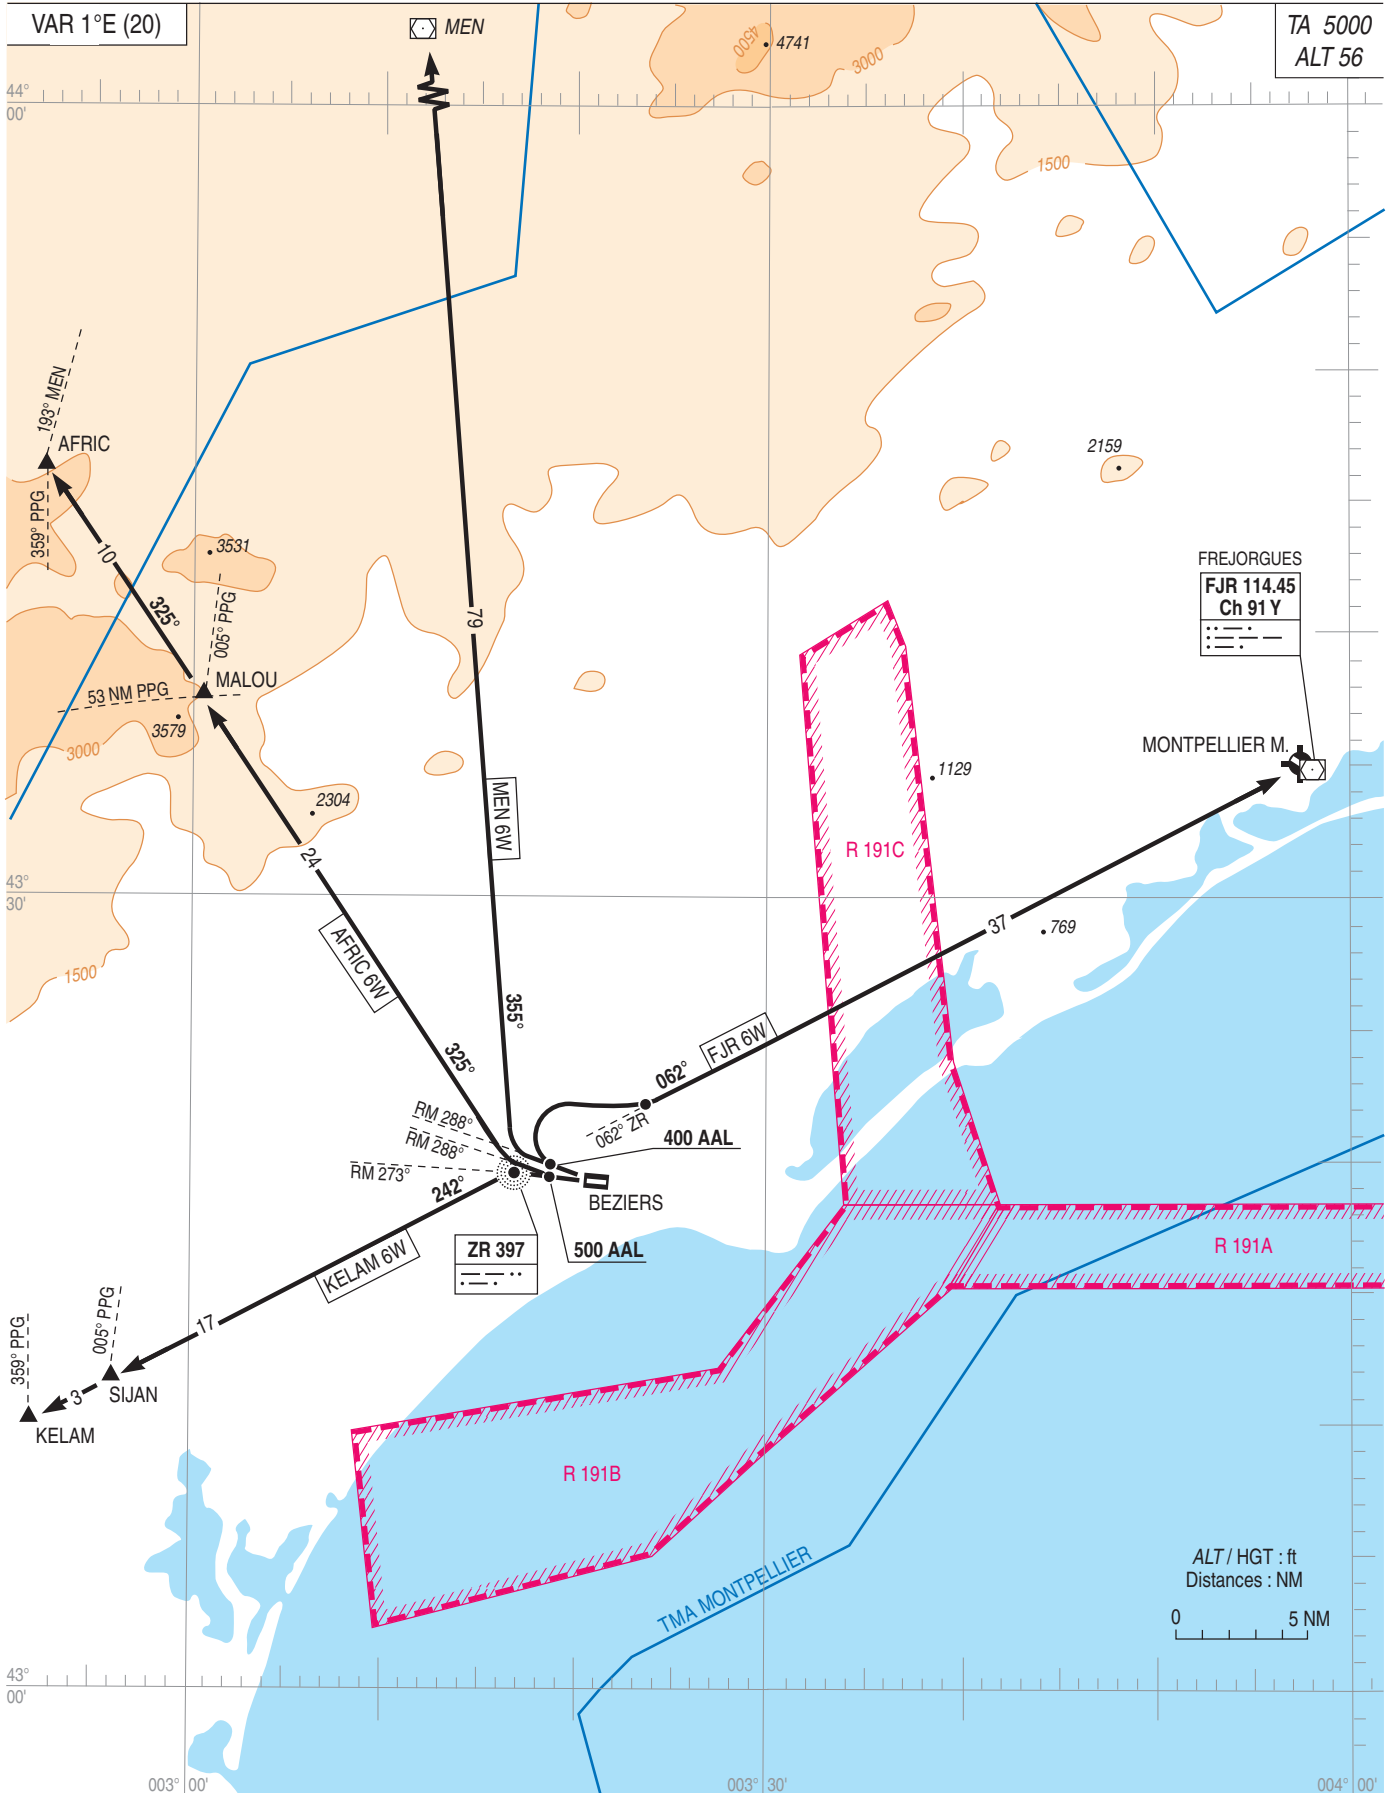 VAR 1°E (20)
MEN
TA 5000
ALT 56
4500
4741
3000
44°
00'
1500
193° MEN
AFRIC
359° PPG
2159
10
3531
325°
005° PPG
79
FREJORGUES
FJR 114.45
Ch 91 Y
MALOU
53 NM PPG
3579
3000
MONTPELLIER M.
1129
2304
MEN 6W
R 191C
24
43°
30'
37
769
AFRIC 6W
1500
355°
325°
FJR 6W
062°
RM 288°
062° ZR
400 AAL
RM 288°
RM 273°
242°
BEZIERS
ZR 397
500 AAL
R 191A
KELAM 6W
17
005° PPG
359° PPG
3
SIJAN
KELAM
R 191B
TMA MONTPELLIER
ALT / HGT : ft
Distances : NM
0 5 NM
43°
00'
003° 00'
003° 30'
004° 00'